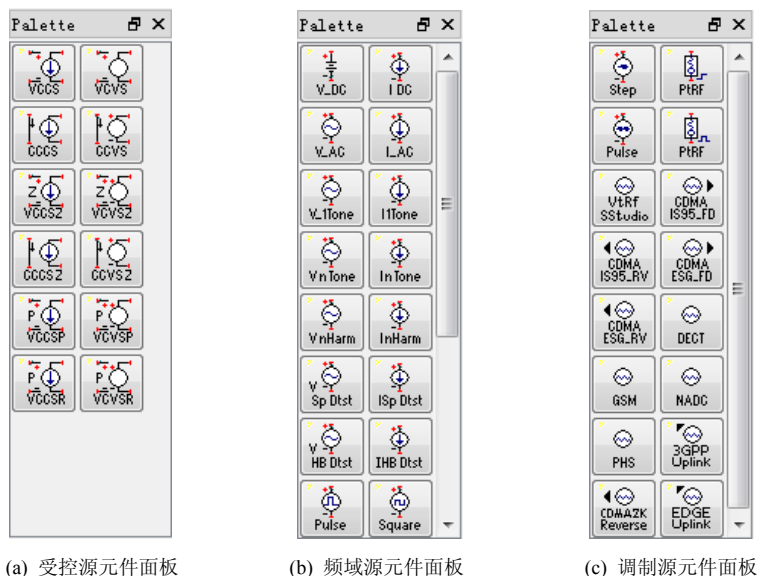 Palette
VCCS VCVS
CCCS CCVS
Z Z
VCCSZ VCVSZ
CCCSZ CCVSZ
P P
VCCSP VCVSP
P P
VCCSR VCVSR
(a) 受控源元件面板
Palette
V_DC I DC
V_AC I_AC
V_1Tone I1Tone
VnTone InTone
VnHarm InHarm
V
Sp Dtst ISp Dtst
V
HB Dtst IHB Dtst
Pulse Square
(b) 频域源元件面板
Palette
Step PtRF
Pulse PtRF
VtRf CDMA
SStudio IS95_FD
CDMA CDMA
IS95_RV ESG_FD
CDMA
ESG_RV DECT
GSM NADC
3GPP
PHS Uplink
CDMA2K EDGE
Reverse Uplink
(c) 调制源元件面板